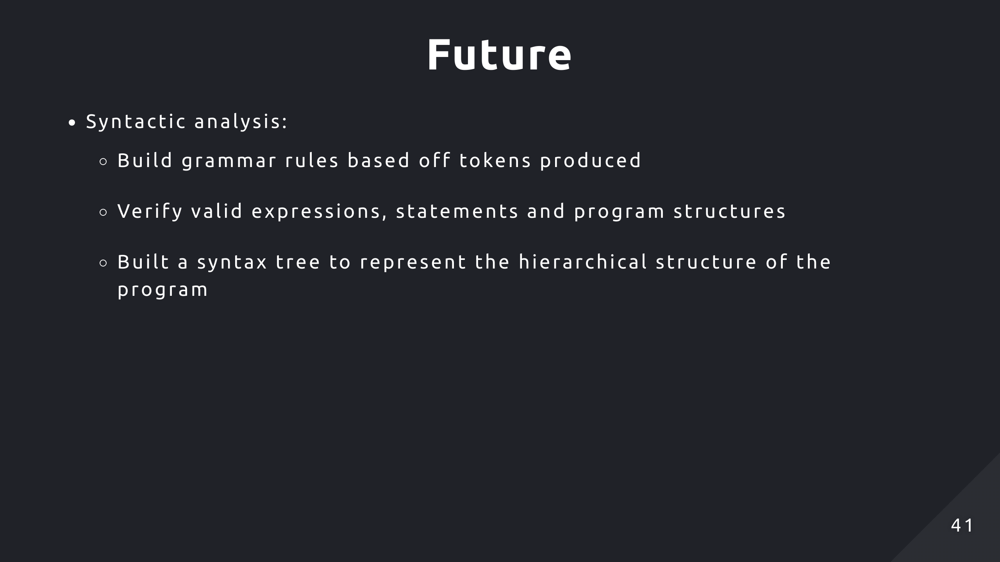 Future
Syntactic analysis:
Build grammar rules based off tokens produced
Verify valid expressions, statements and program structures
Built a syntax tree to represent the hierarchical structure of the
program
41